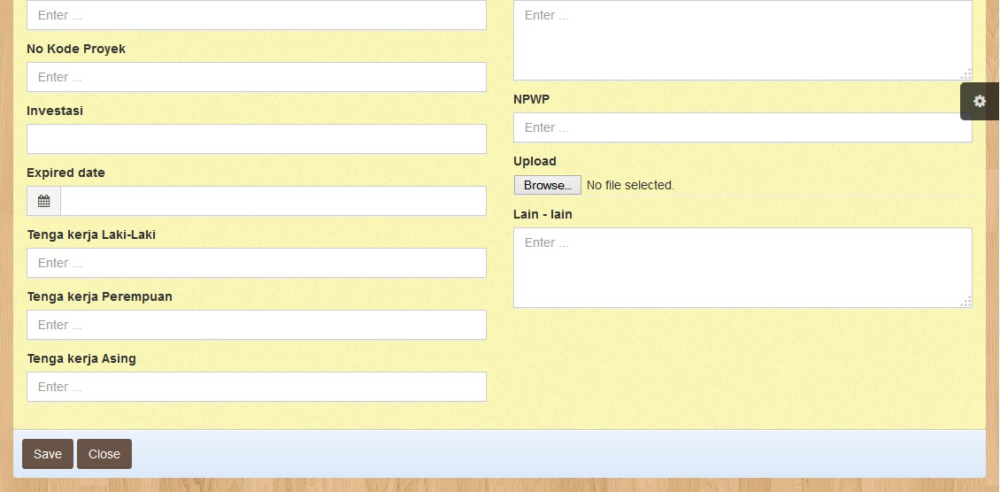 Enter ...
No Kode Proyek
Enter ...
Investasi
Expired date
Tenga kerja Laki-Laki
Enter ...
Tenga kerja Perempuan
Enter ...
Tenga kerja Asing
Enter ...
Enter ...
NPWP
Enter ...
Upload
Browse... No file selected.
Lain - lain
Enter ...
Save Close